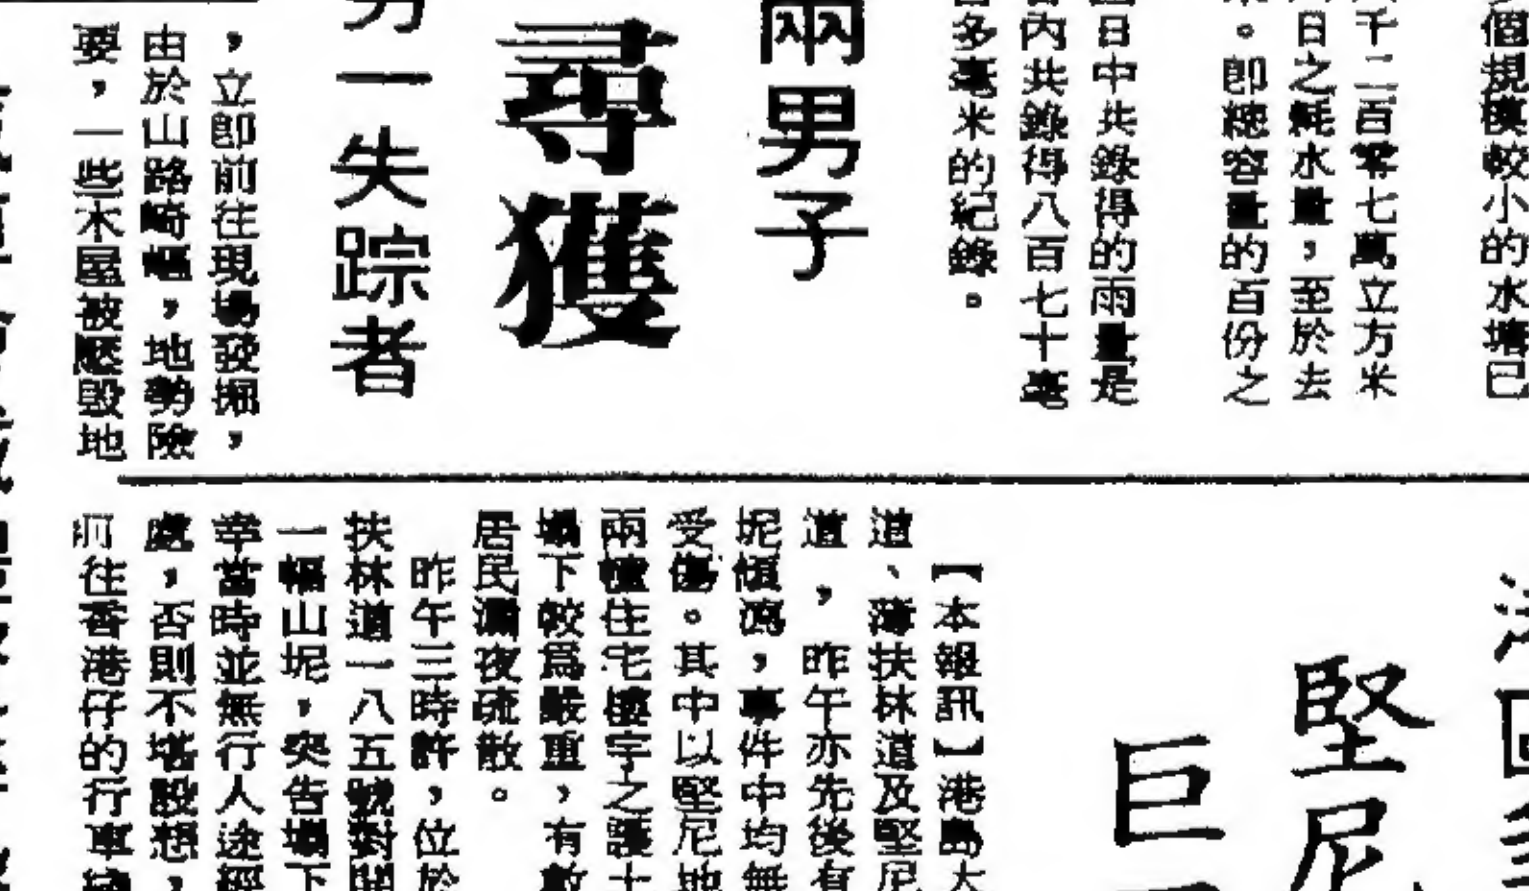 個規模較小的水塘已
千二百零七萬立方米
日之耗水量，至於去
。卽總容量的百份之
日中共錄得的雨量是
內共錄得八百七十毫
多毫米的紀錄。
兩男子
尋獲
另一失踪者
，立卽前往現場發掘，
由於山路崎嶇，地勢險
要，一些木屋被壓毀地
堅尼
巨
【本報訊】港島大
道、薄扶林道及堅尼
道，昨午亦先後有
坭傾瀉，事件中均無
受傷。其中以堅尼地
兩幢住宅樓宇之護土
塌下較爲嚴重，有數
居民漏夜疏散。
昨午三時許，位於
扶林道一八五號對開
一幅山坭，突告塌下
幸當時並無行人途經
處，否則不堪設想，
前往香港仔的行車線